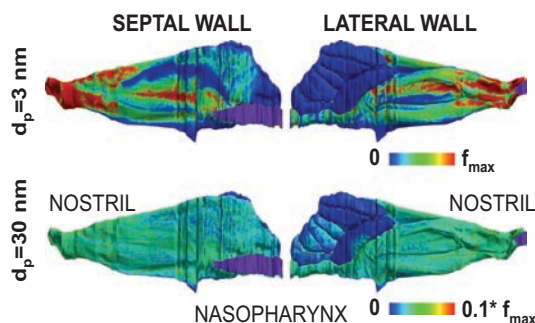 SEPTAL WALL LATERAL WALL
dp=3 nm
0 fmax
NOSTRIL NOSTRIL
dp=30 nm
NASOPHARYNX 0 0.1* fmax